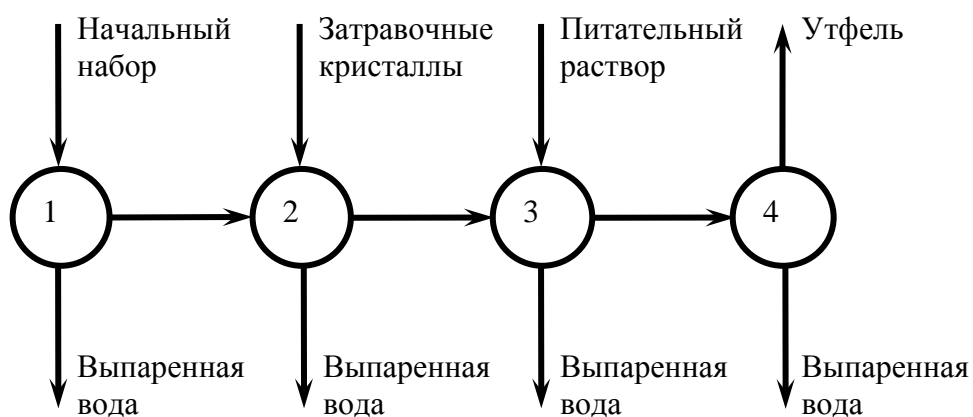 Начальный
набор
Затравочные
кристаллы
Питательный
раствор
Утфель
1
2
3
4
Выпаренная
вода
Выпаренная
вода
Выпаренная
вода
Выпаренная
вода